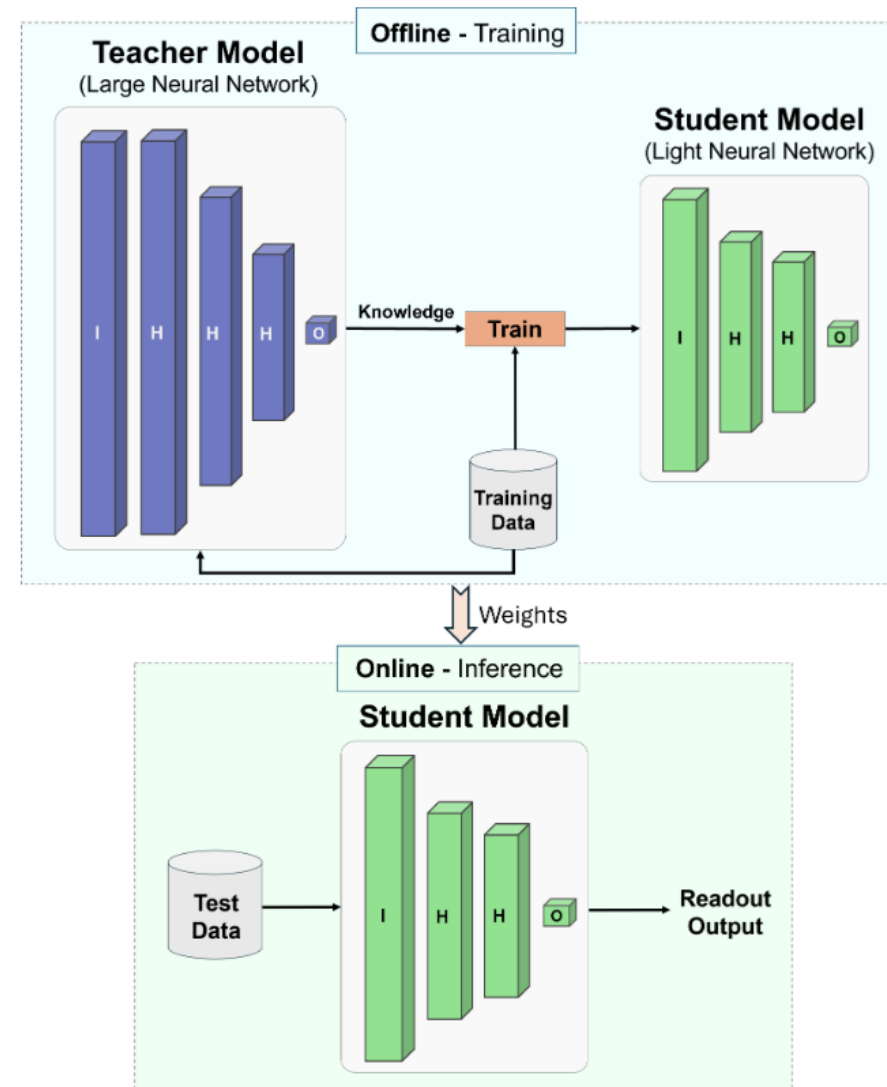 Offline - Training
Teacher Model
(Large Neural Network)
Student Model
(Light Neural Network)
I
H
H
H
O
Knowledge
Train
I
H
H
O
Training
Data
Weights
Online - Inference
Student Model
Test
Data
I
H
H
O
Readout
Output